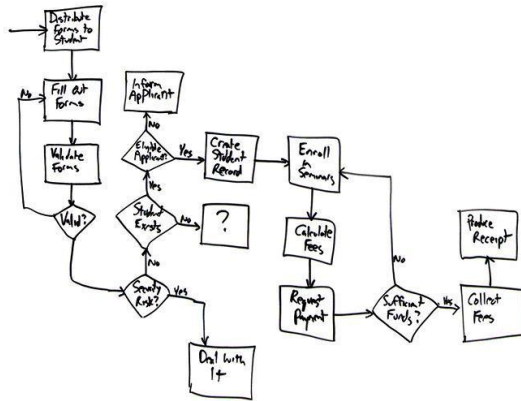 Distribute
Forms to
Student
Fill out
Forms
No
Validate
Forms
Valid?
Inform
Applicant
No
Eligible
Applicant?
Yes
Yes
Student
Exists
No
?
No
Security
Risk?
Yes
Deal with
it
Create
Student
Record
Enroll
in
Seminars
Calculate
Fees
Request
Payment
No
Sufficient
Funds?
Yes
Produce
Receipt
Collect
Fees